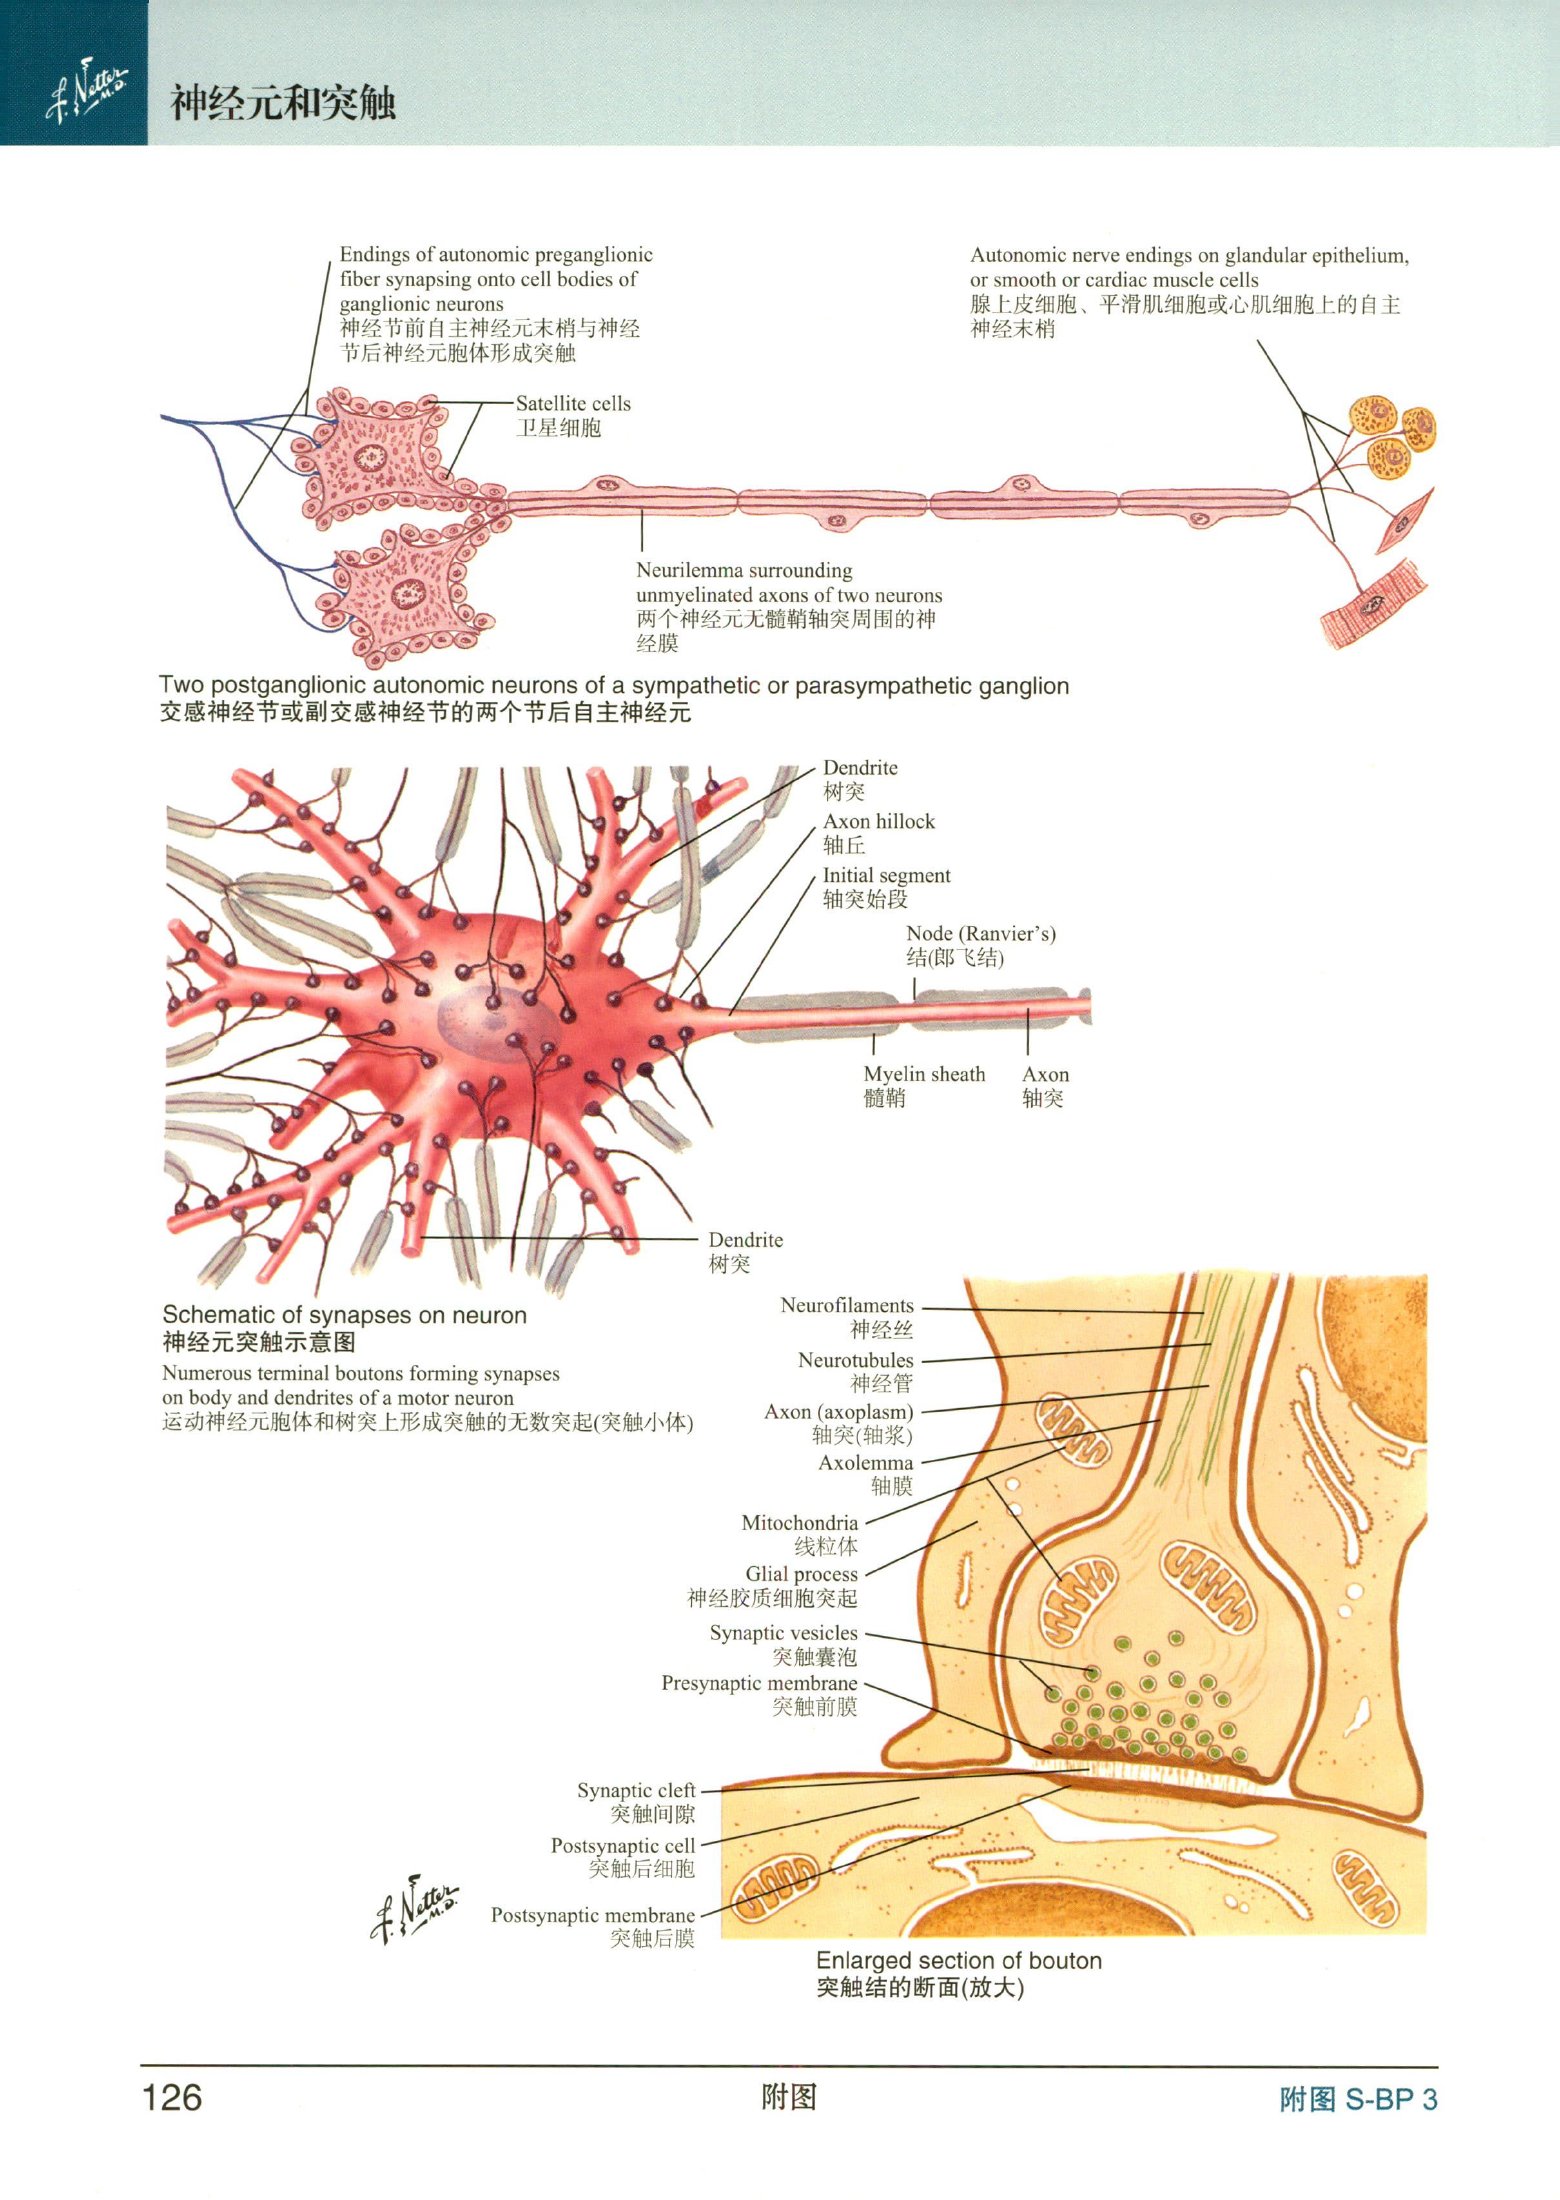 F. Netter M.D.
神经元和突触
Endings of autonomic preganglionic
fiber synapsing onto cell bodies of
ganglionic neurons
神经节前自主神经元末梢与神经
节后神经元胞体形成突触
Autonomic nerve endings on glandular epithelium,
or smooth or cardiac muscle cells
腺上皮细胞、平滑肌细胞或心肌细胞上的自主
神经末梢
Satellite cells
卫星细胞
Neurilemma surrounding
unmyelinated axons of two neurons
两个神经元无髓鞘轴突周围的神
经膜
Two postganglionic autonomic neurons of a sympathetic or parasympathetic ganglion
交感神经节或副交感神经节的两个节后自主神经元
Dendrite
树突
Axon hillock
轴丘
Initial segment
轴突始段
Node (Ranvier's)
结(郎飞结)
Myelin sheath
髓鞘
Axon
轴突
Dendrite
树突
Schematic of synapses on neuron
神经元突触示意图
Numerous terminal boutons forming synapses
on body and dendrites of a motor neuron
运动神经元胞体和树突上形成突触的无数突起(突触小体)
Neurofilaments
神经丝
Neurotubules
神经管
Axon (axoplasm)
轴突(轴浆)
Axolemma
轴膜
Mitochondria
线粒体
Glial process
神经胶质细胞突起
Synaptic vesicles
突触囊泡
Presynaptic membrane
突触前膜
Synaptic cleft
突触间隙
Postsynaptic cell
突触后细胞
Postsynaptic membrane
突触后膜
F. Netter M.D.
Enlarged section of bouton
突触结的断面(放大)
126
附图
附图 S-BP 3